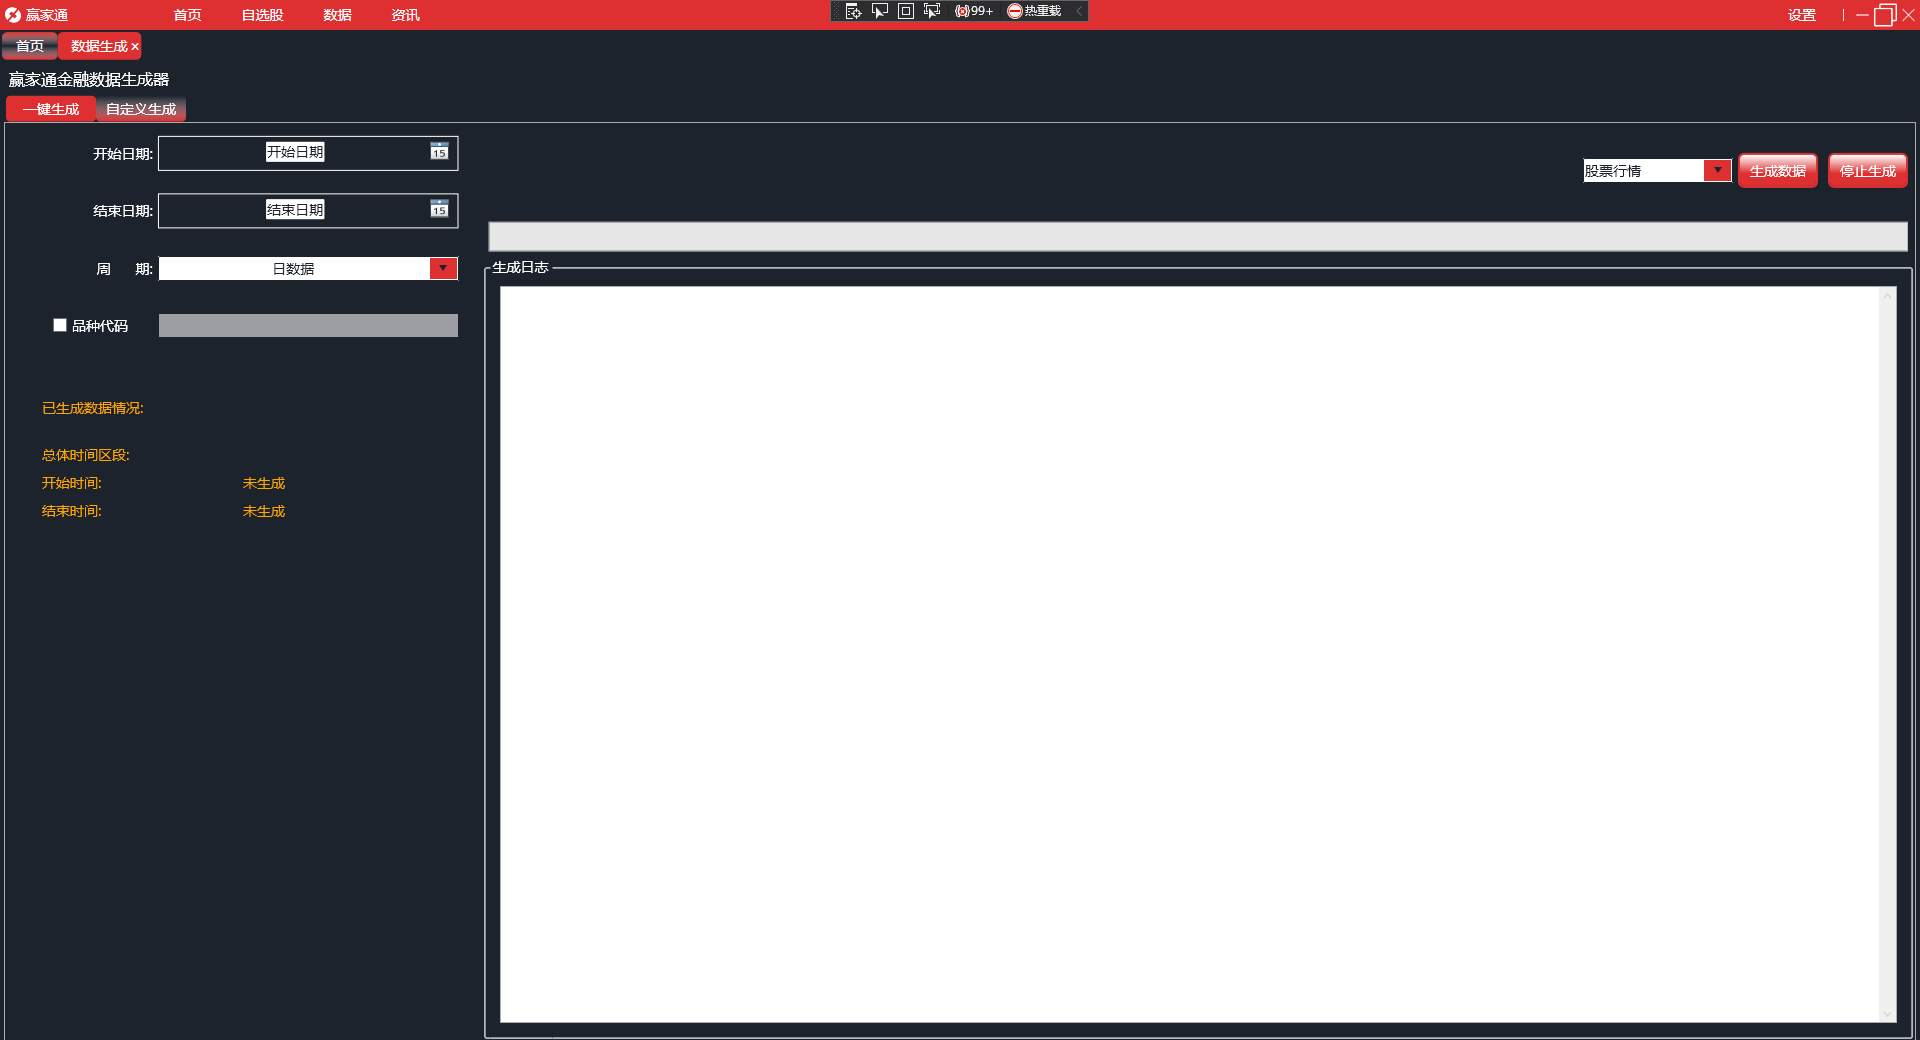 赢家通 首页 自选股 数据 资讯 99+ 热重载 设置
首页 数据生成 ×
赢家通金融数据生成器
一键生成 自定义生成
开始日期: 开始日期 15
股票行情 生成数据 停止生成
结束日期: 结束日期 15
周 期: 日数据
生成日志
品种代码
已生成数据情况:
总体时间区段:
开始时间: 未生成
结束时间: 未生成